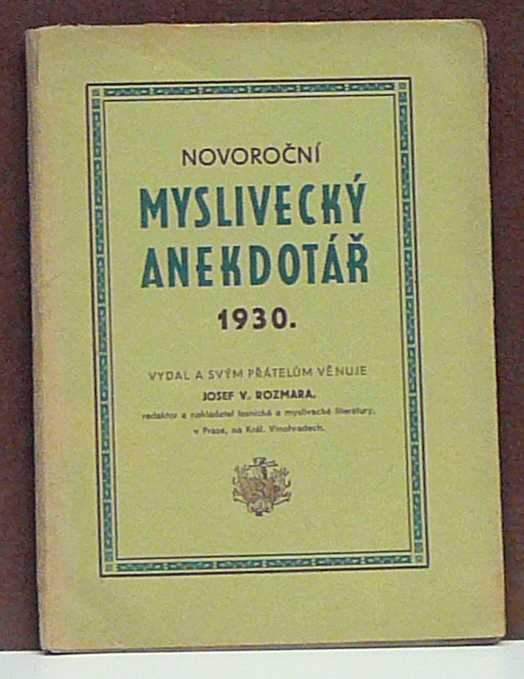 NOVOROČNÍ
MYSLIVECKÝ
ANEKDOTÁŘ
1930.
VYDAL A SVÝM PŘÁTELŮM VĚNUJE
JOSEF V. ROZMARA,
redaktor a nakladatel lesnické a myslivecké literatury,
v Praze, na Král. Vinohradech.